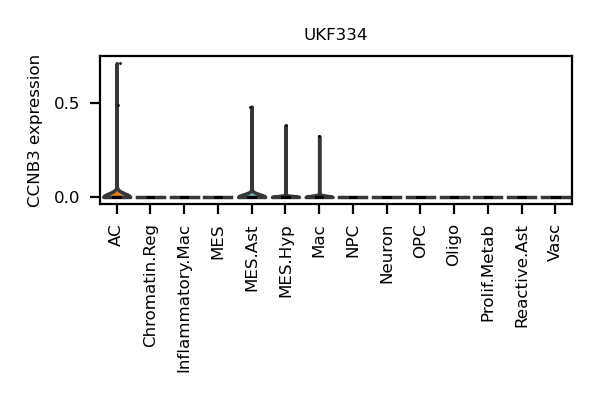 UKF334
CCNB3 expression
0.5
0.0
AC
Chromatin.Reg
Inflammatory.Mac
MES
MES.Ast
MES.Hyp
Mac
NPC
Neuron
OPC
Oligo
Prolif.Metab
Reactive.Ast
Vasc